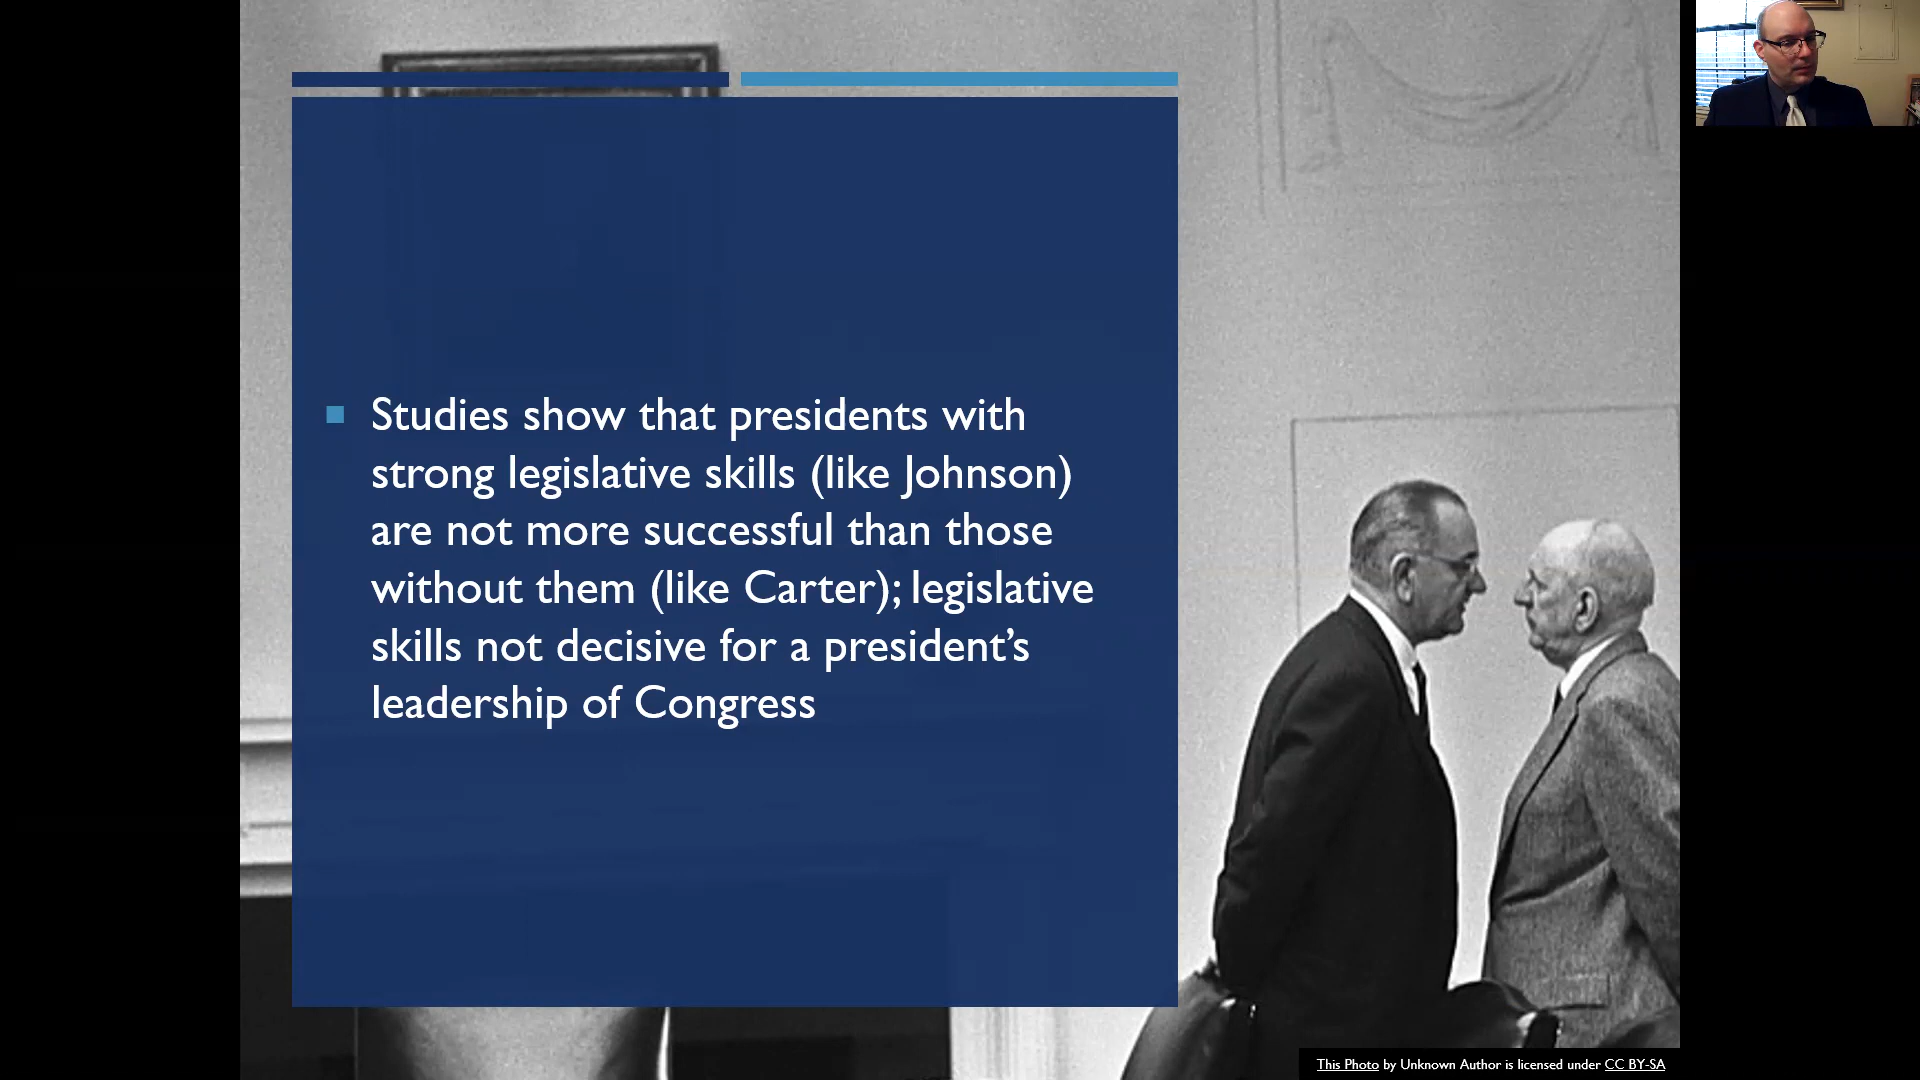 Studies show that presidents with
strong legislative skills (like Johnson)
are not more successful than those
without them (like Carter); legislative
skills not decisive for a president’s
leadership of Congress
This Photo by Unknown Author is licensed under CC BY-SA